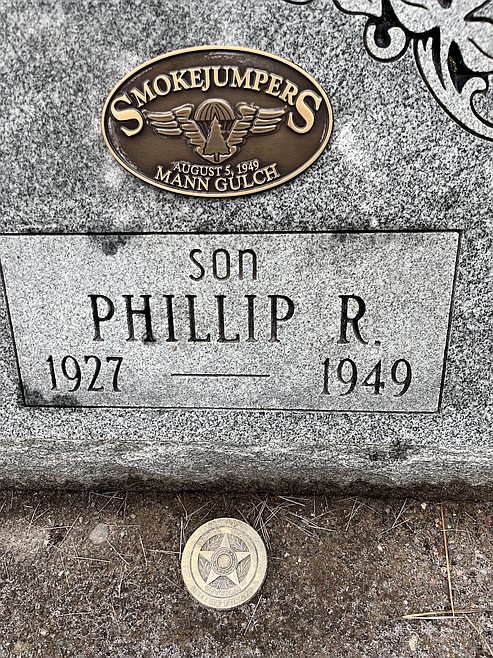 SMOKEJUMPERS
AUGUST 5, 1949
MANN GULCH
SON
PHILLIP R.
1927 — 1949